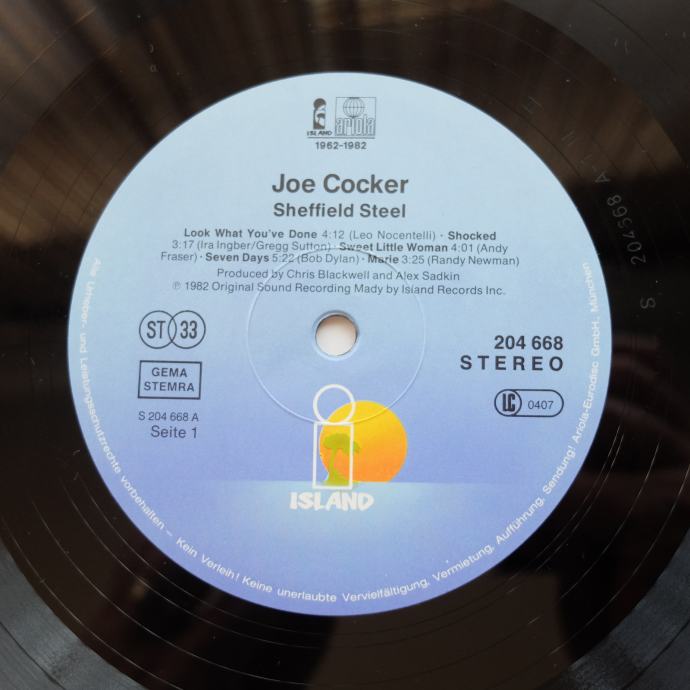 ISLAND ariola
1962-1982
Joe Cocker
Sheffield Steel
Look What You've Done 4:12 (Leo Nocentelli) · Shocked
3:17 (Ira Ingber/Gregg Sutton) · Sweet Little Woman 4:01 (Andy
Fraser) · Seven Days 5:22 (Bob Dylan) · Marie 3:25 (Randy Newman)
Produced by Chris Blackwell and Alex Sadkin
℗ 1982 Original Sound Recording Mady by Island Records Inc.
ST 33
204 668
STEREO
GEMA
STEMRA
LC 0407
S 204 668 A
Seite 1
ISLAND
Alle Urheber- und Leistungsschutzrechte vorbehalten – Kein Verleih! Keine unerlaubte Vervielfältigung, Vermietung, Aufführung, Sendung! Ariola-Eurodisc GmbH, München
S 204568 A